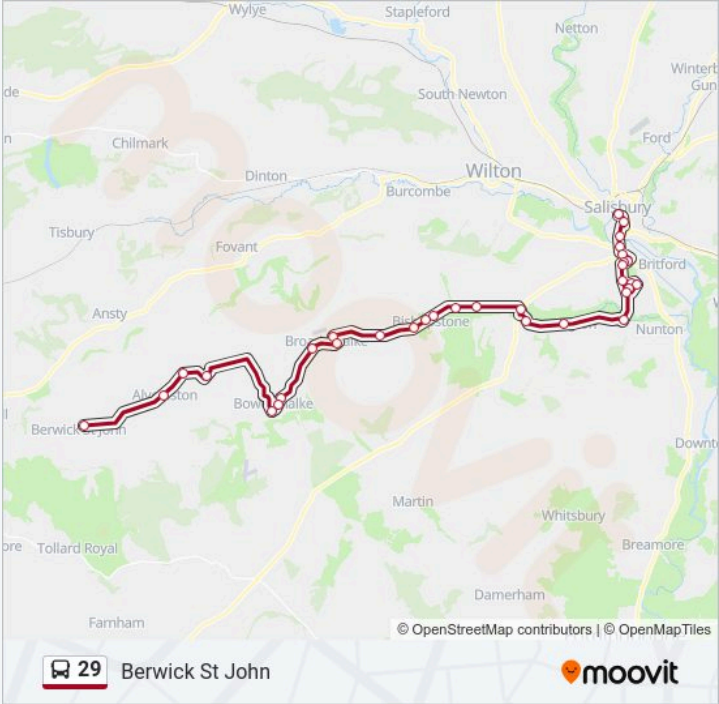 Wylye
Stapleford
Netton
de
Winterb
Gun
South Newton
Ford
n
Chilmark
Wilton
Dinton
Burcombe
Salisbury
Tisbury
Fovant
Britford
Ansty
Nunton
Berwick St John
Downt
Martin
Whitsbury
ore
Tollard Royal
Breamore
Damerham
Farnham
© OpenStreetMap contributors | © OpenMapTiles
29 Berwick St John
moovit